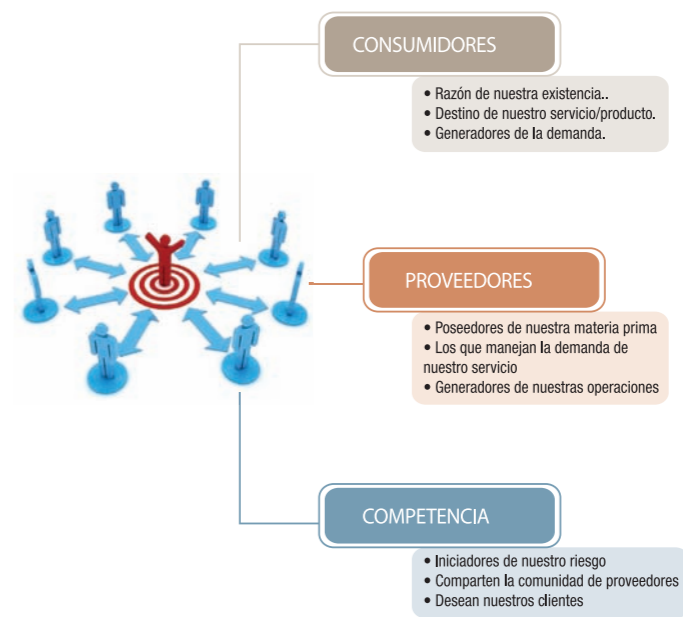 CONSUMIDORES
• Razón de nuestra existencia..
• Destino de nuestro servicio/producto.
• Generadores de la demanda.
PROVEEDORES
• Poseedores de nuestra materia prima
• Los que manejan la demanda de
nuestro servicio
• Generadores de nuestras operaciones
COMPETENCIA
• Iniciadores de nuestro riesgo
• Comparten la comunidad de proveedores
• Desean nuestros clientes